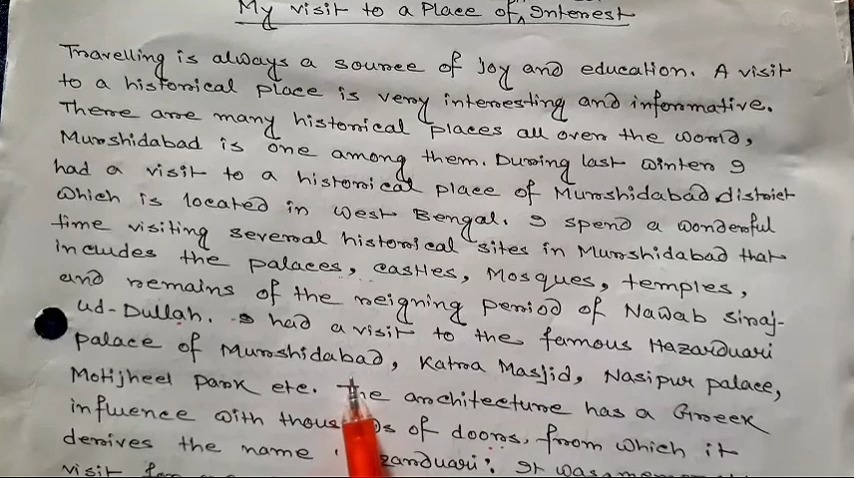 My visit to a Place of Interest
Travelling is always a source of Joy and education. A visit
to a historical place is very interesting and informative.
There are many historical places all over the world,
Murshidabad is one among them. During last winter I
had a visit to a historical place of Murshidabad district
which is located in west Bengal. I spend a wonderful
time visiting several historical sites in Murshidabad that
includes the palaces, castles, Mosques, temples,
and remains of the reigning period of Nawab Siraj-
ud-Dullah. I had a visit to the famous Hazarduari
palace of Murshidabad, Katra Masjid, Nasipur palace,
Motijheel Park etc. The architecture has a Greek
influence with of doors, from which it
derives the name It was
visit